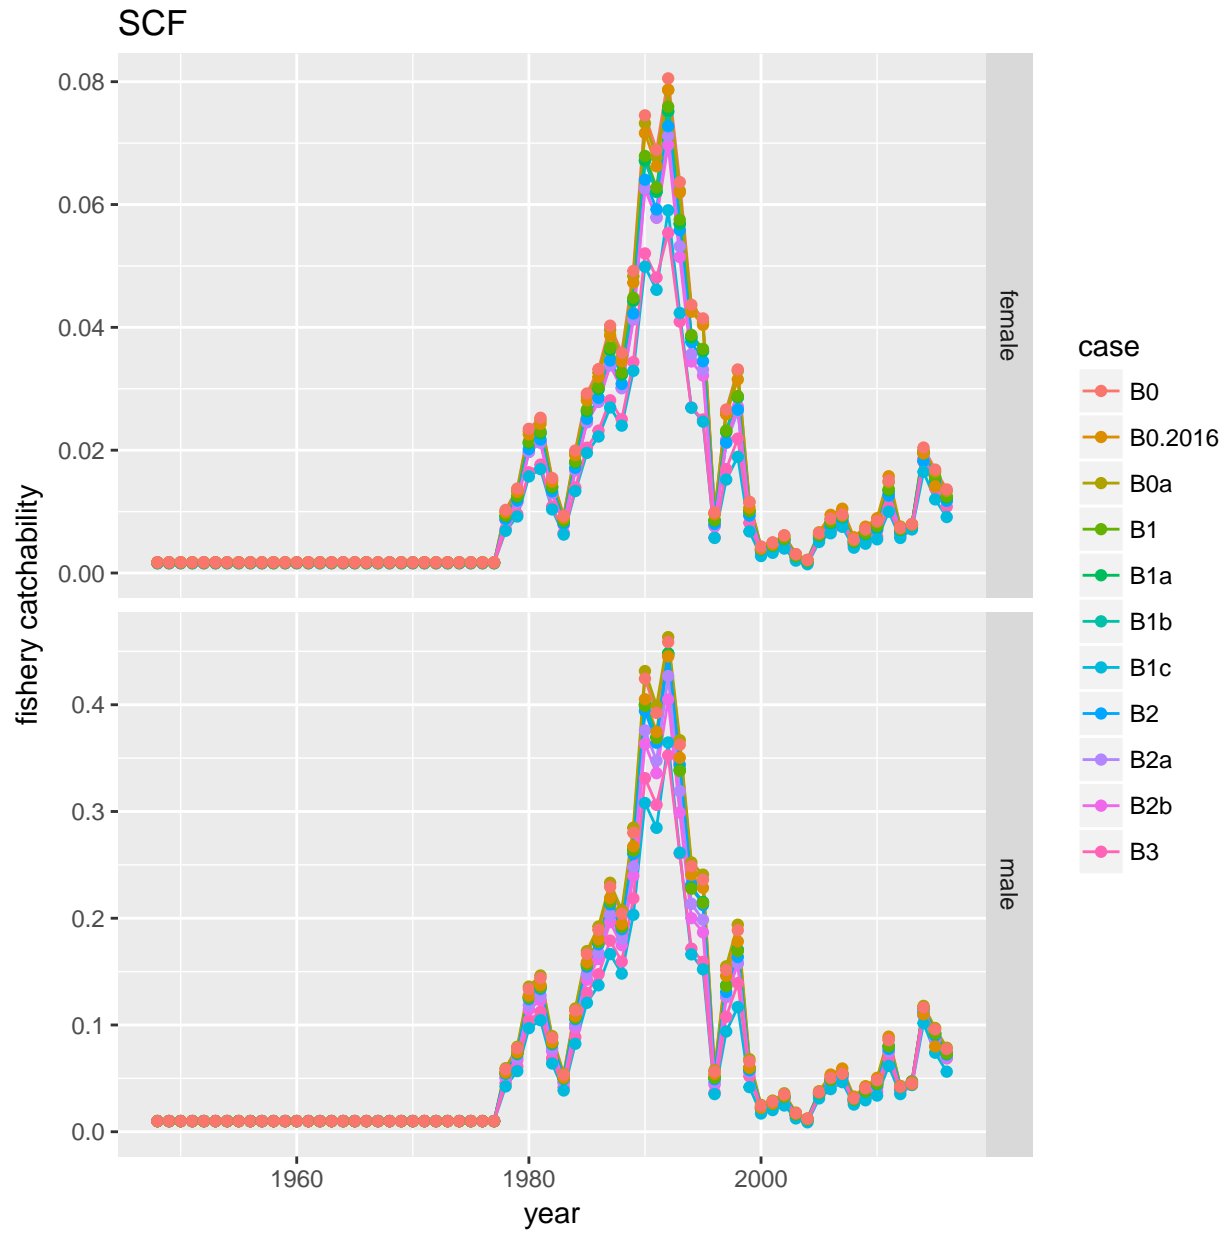 SCF
fishery catchability
0.08
0.06
0.04
0.02
0.00
female
0.4
0.3
0.2
0.1
0.0
male
1960
1980
2000
year
case
B0
B0.2016
B0a
B1
B1a
B1b
B1c
B2
B2a
B2b
B3